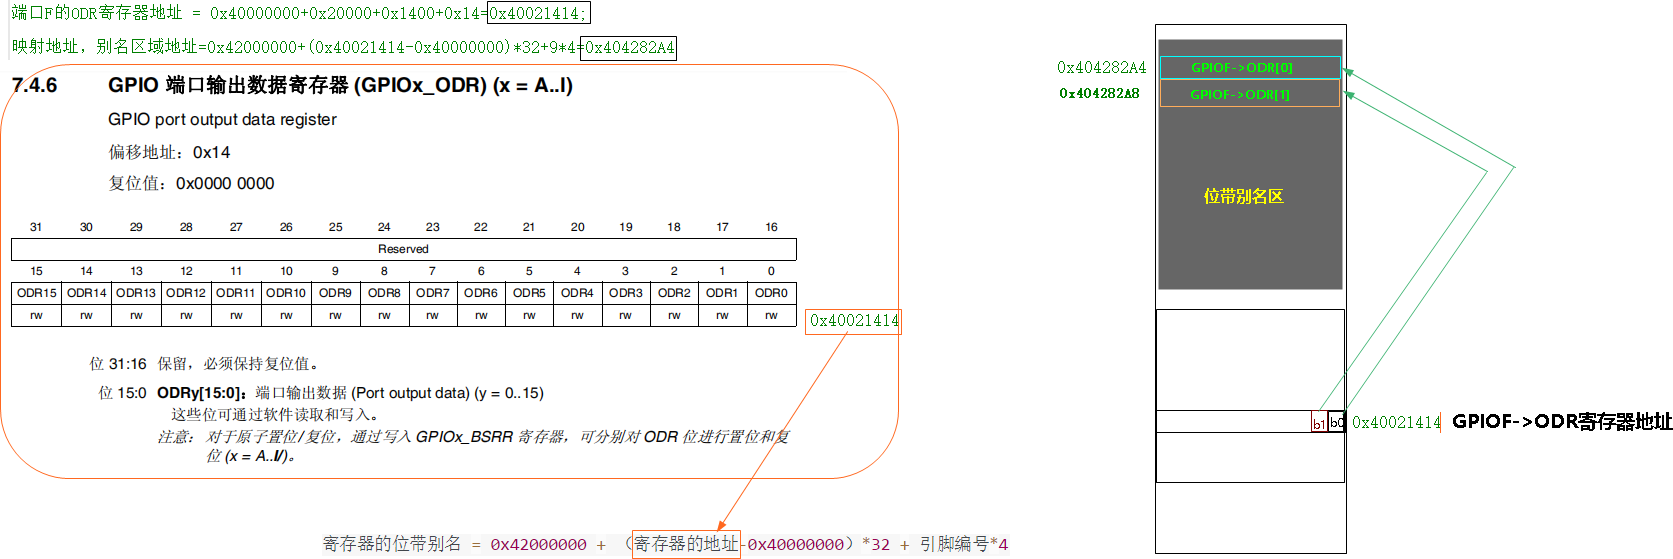 端口F的ODR寄存器地址 = 0x40000000+0x20000+0x1400+0x14=0x40021414;
映射地址，别名区域地址=0x42000000+(0x40021414-0x40000000)*32+9*4=0x404282A4
7.4.6 GPIO 端口输出数据寄存器 (GPIOx_ODR) (x = A..I)
GPIO port output data register
偏移地址：0x14
复位值：0x0000 0000
31 30 29 28 27 26 25 24 23 22 21 20 19 18 17 16
Reserved
15 14 13 12 11 10 9 8 7 6 5 4 3 2 1 0
ODR15 ODR14 ODR13 ODR12 ODR11 ODR10 ODR9 ODR8 ODR7 ODR6 ODR5 ODR4 ODR3 ODR2 ODR1 ODR0
rw rw rw rw rw rw rw rw rw rw rw rw rw rw rw rw
0x40021414
位 31:16 保留，必须保持复位值。
位 15:0 ODRy[15:0]：端口输出数据 (Port output data) (y = 0..15)
这些位可通过软件读取和写入。
注意： 对于原子置位/复位，通过写入 GPIOx_BSRR 寄存器，可分别对 ODR 位进行置位和复
位 (x = A..I/)。
寄存器的位带别名 = 0x42000000 + （寄存器的地址-0x40000000）*32 + 引脚编号*4
0x404282A4 GPIOF->ODR[0]
0x404282A8 GPIOF->ODR[1]
位带别名区
b1 b0 0x40021414 GPIOF->ODR寄存器地址